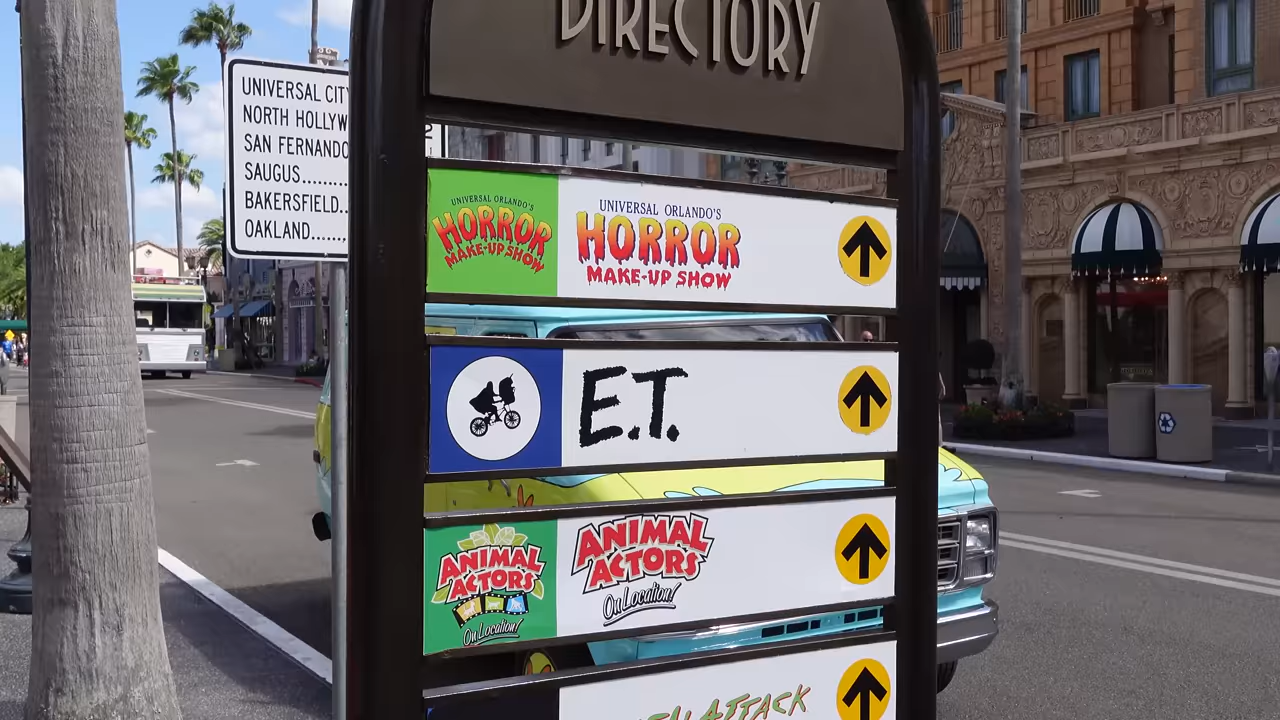 DIRECTORY
UNIVERSAL CITY
NORTH HOLLYW
SAN FERNANDO
SAUGUS........
BAKERSFIELD..
OAKLAND......
UNIVERSAL ORLANDO'S
HORROR
MAKE-UP SHOW
UNIVERSAL ORLANDO'S
HORROR
MAKE-UP SHOW
E.T.
ANIMAL
ACTORS
On Location!
ANIMAL
ACTORS
On Location!
ATTACK